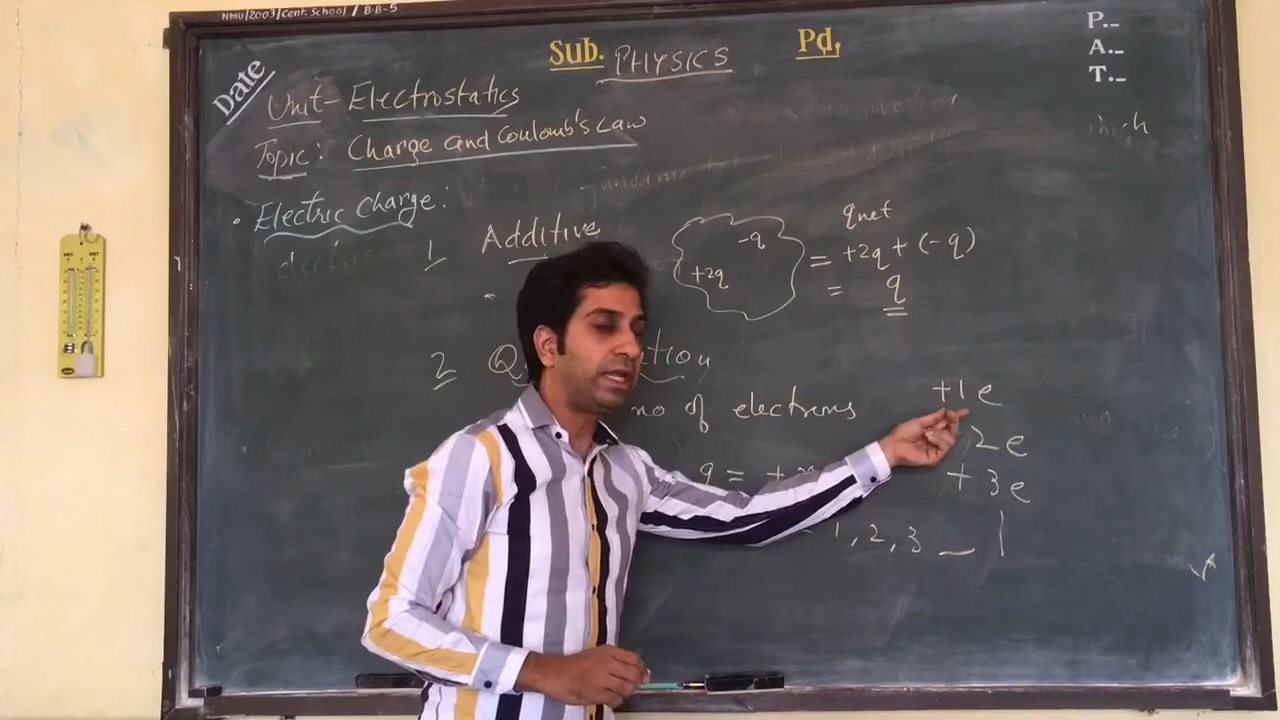 NMU/2003/Cent. School / B.B-5
Date
Sub. PHYSICS Pd,
P.-
A.-
T.-
Unit- Electrostatics
Topic: Charge and Coulomb's Law
which
• Electric Charge:
1 Additive
-q
+2q
qnet
= +2q + (-q)
= q
2
no of electrons
+1e
2e
+3e
q = +
1, 2, 3 _